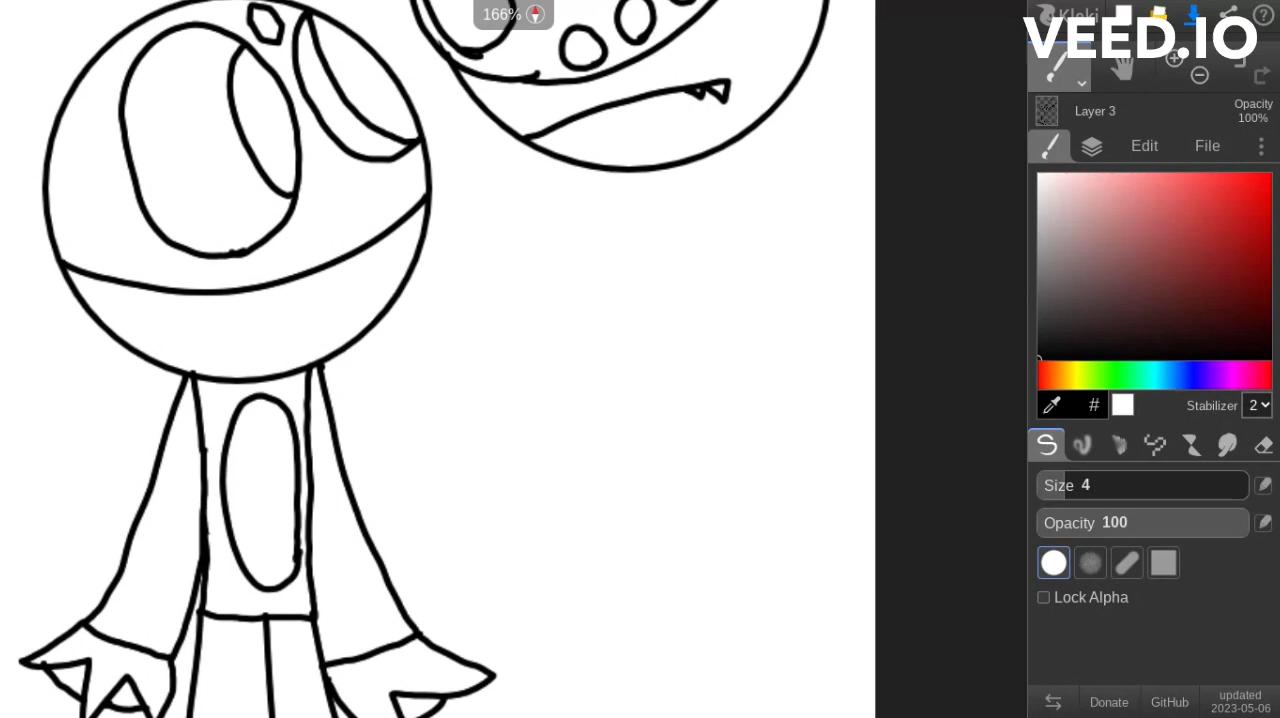 166%
Kleki
VEED.IO
Layer 3
Opacity
100%
Edit
File
#
Stabilizer
2
Size 4
Opacity 100
Lock Alpha
Donate
GitHub
updated
2023-05-06